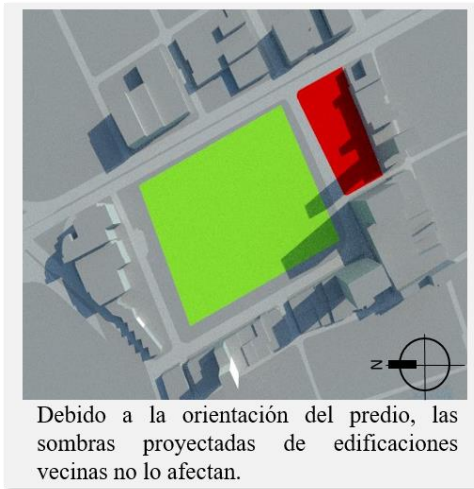 N
Debido a la orientación del predio, las
sombras proyectadas de edificaciones
vecinas no lo afectan.